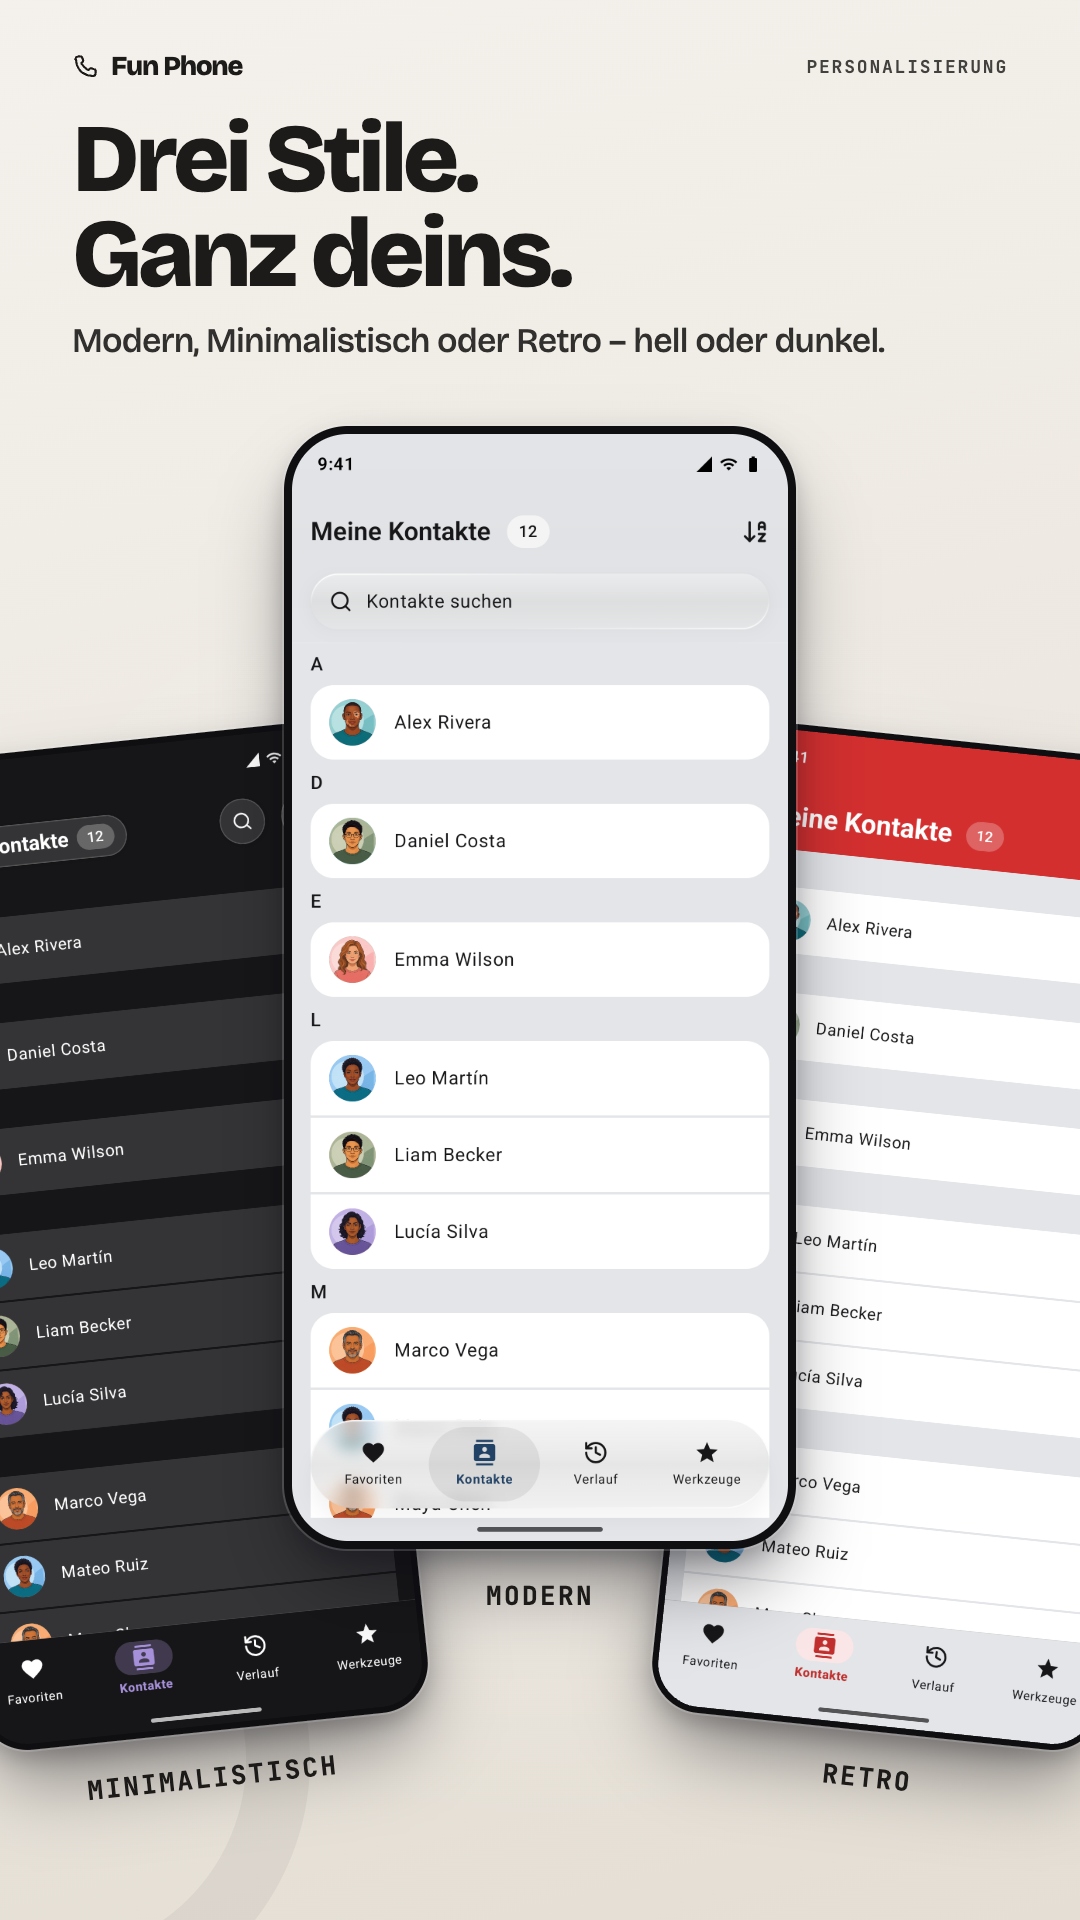 Fun Phone
PERSONALISIERUNG
Drei Stile.
Ganz deins.
Modern, Minimalistisch oder Retro – hell oder dunkel.
9:41
Meine Kontakte 12
Kontakte suchen
A
Alex Rivera
D
Daniel Costa
E
Emma Wilson
L
Leo Martín
Liam Becker
Lucía Silva
M
Marco Vega
Favoriten
Kontakte
Verlauf
Werkzeuge
MODERN
ontakte 12
Alex Rivera
Daniel Costa
Emma Wilson
Leo Martín
Liam Becker
Lucía Silva
Marco Vega
Mateo Ruiz
Favoriten
Kontakte
Verlauf
Werkzeuge
MINIMALISTISCH
41
eine Kontakte 12
Alex Rivera
Daniel Costa
Emma Wilson
Leo Martín
iam Becker
cía Silva
rco Vega
Mateo Ruiz
Favoriten
Kontakte
Verlauf
Werkzeuge
RETRO